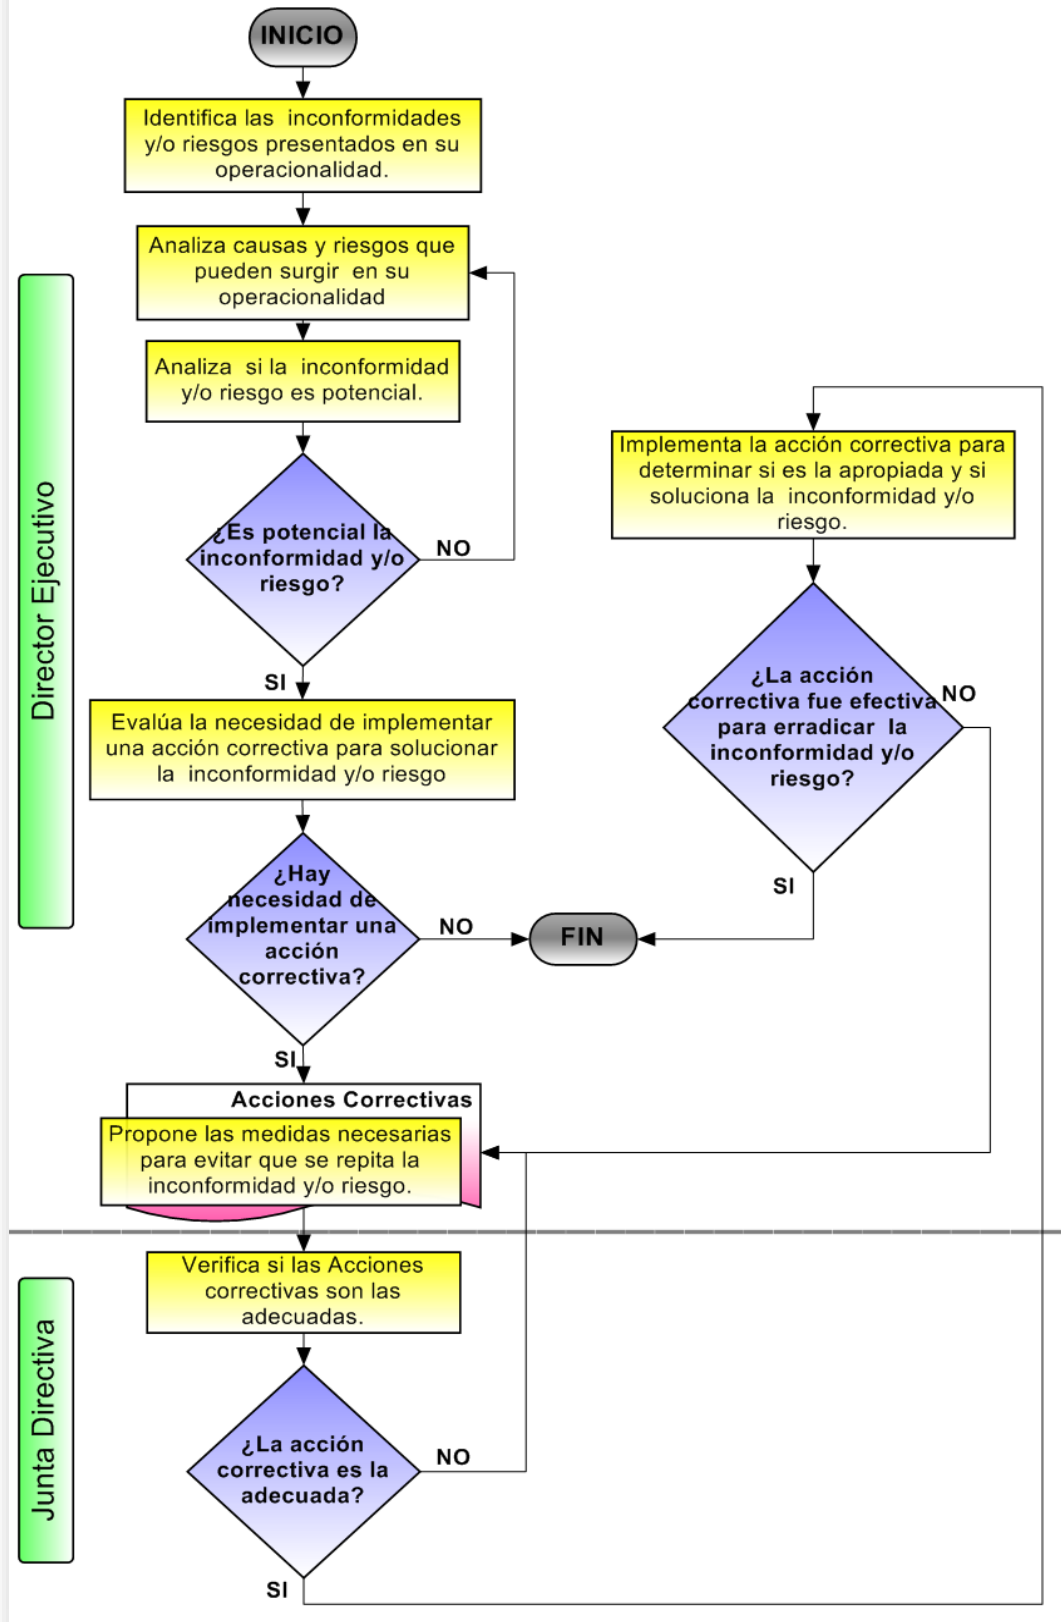 INICIO
Identifica las inconformidades
y/o riesgos presentados en su
operacionalidad.
Analiza causas y riesgos que
pueden surgir en su
operacionalidad
Analiza si la inconformidad
y/o riesgo es potencial.
¿Es potencial la
inconformidad y/o
riesgo?
NO
SI
Evalúa la necesidad de implementar
una acción correctiva para solucionar
la inconformidad y/o riesgo
¿Hay
necesidad de
implementar una
acción
correctiva?
NO
FIN
SI
Acciones Correctivas
Propone las medidas necesarias
para evitar que se repita la
inconformidad y/o riesgo.
Director Ejecutivo
Implementa la acción correctiva para
determinar si es la apropiada y si
soluciona la inconformidad y/o
riesgo.
¿La acción
correctiva fue efectiva
para erradicar la
inconformidad y/o
riesgo?
NO
SI
Junta Directiva
Verifica si las Acciones
correctivas son las
adecuadas.
¿La acción
correctiva es la
adecuada?
NO
SI